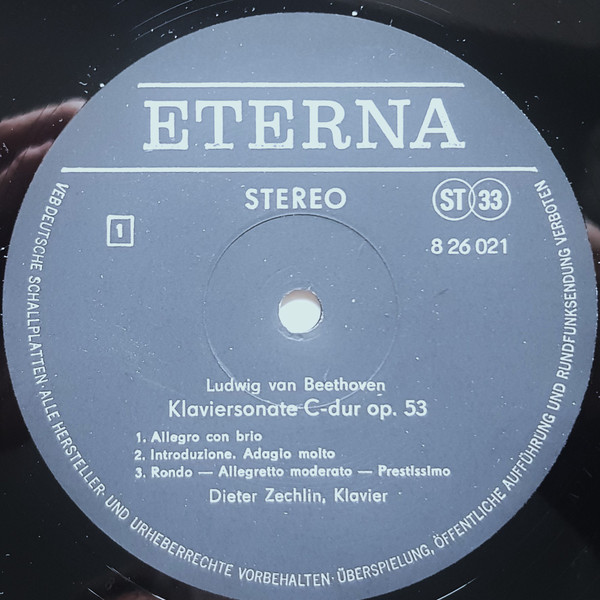 ETERNA
STEREO
ST 33
1
8 26 021
Ludwig van Beethoven
Klaviersonate C-dur op. 53
1. Allegro con brio
2. Introduzione. Adagio molto
3. Rondo — Allegretto moderato — Prestissimo
Dieter Zechlin, Klavier
VEB DEUTSCHE SCHALLPLATTEN · ALLE HERSTELLER- UND URHEBERRECHTE VORBEHALTEN · ÜBERSPIELUNG, ÖFFENTLICHE AUFFÜHRUNG UND RUNDFUNKSENDUNG VERBOTEN